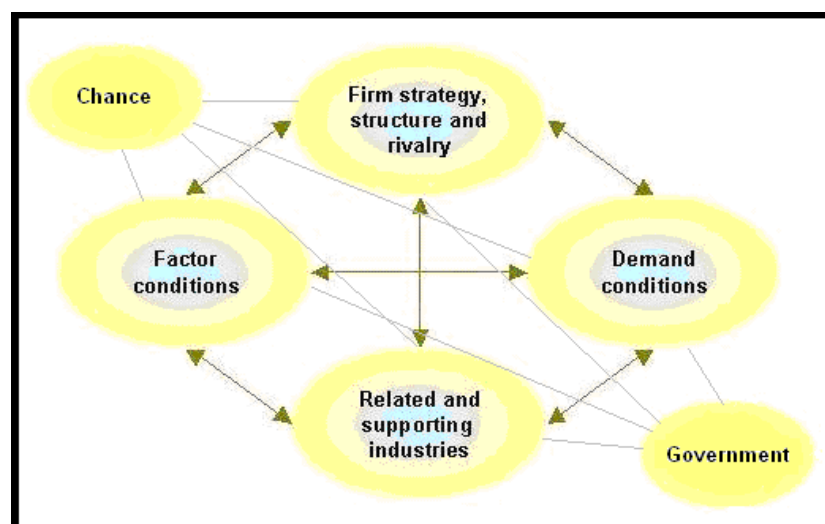 Chance
Firm strategy,
structure and
rivalry
Factor
conditions
Demand
conditions
Related and
supporting
industries
Government